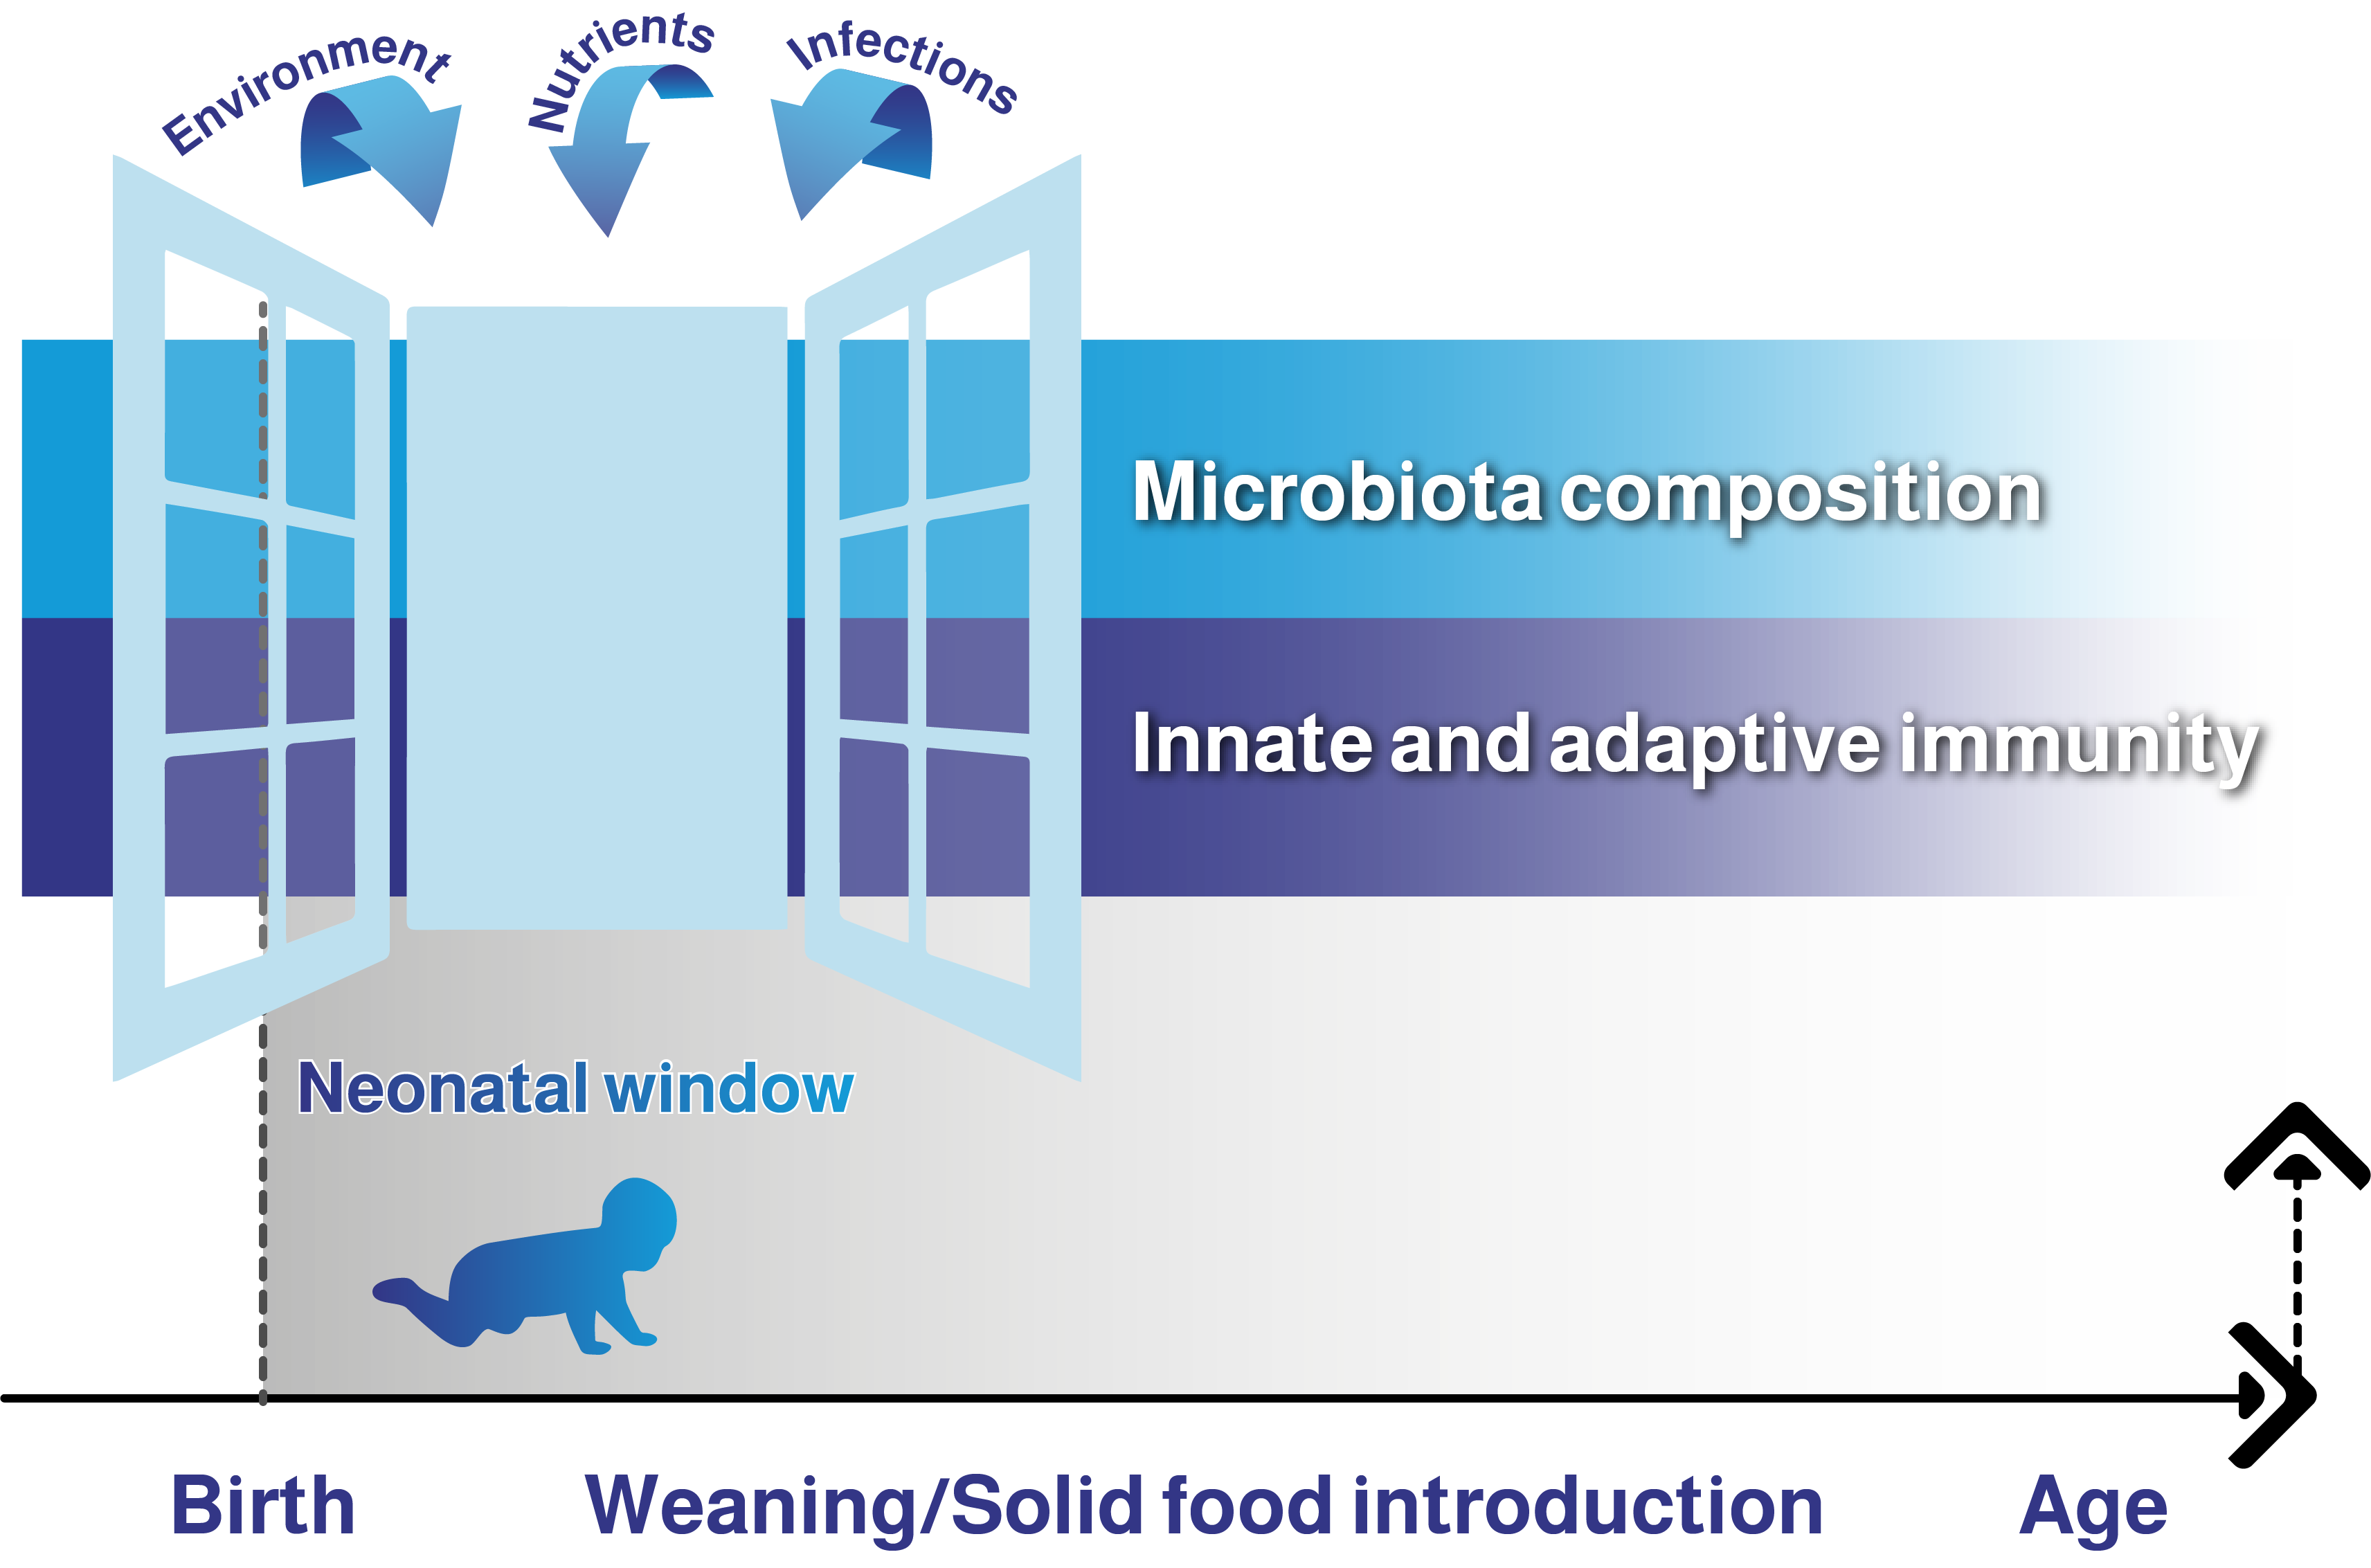 Environment
Nutrients
Infections
Microbiota composition
Innate and adaptive immunity
Neonatal window
Birth
Weaning/Solid food introduction
Age